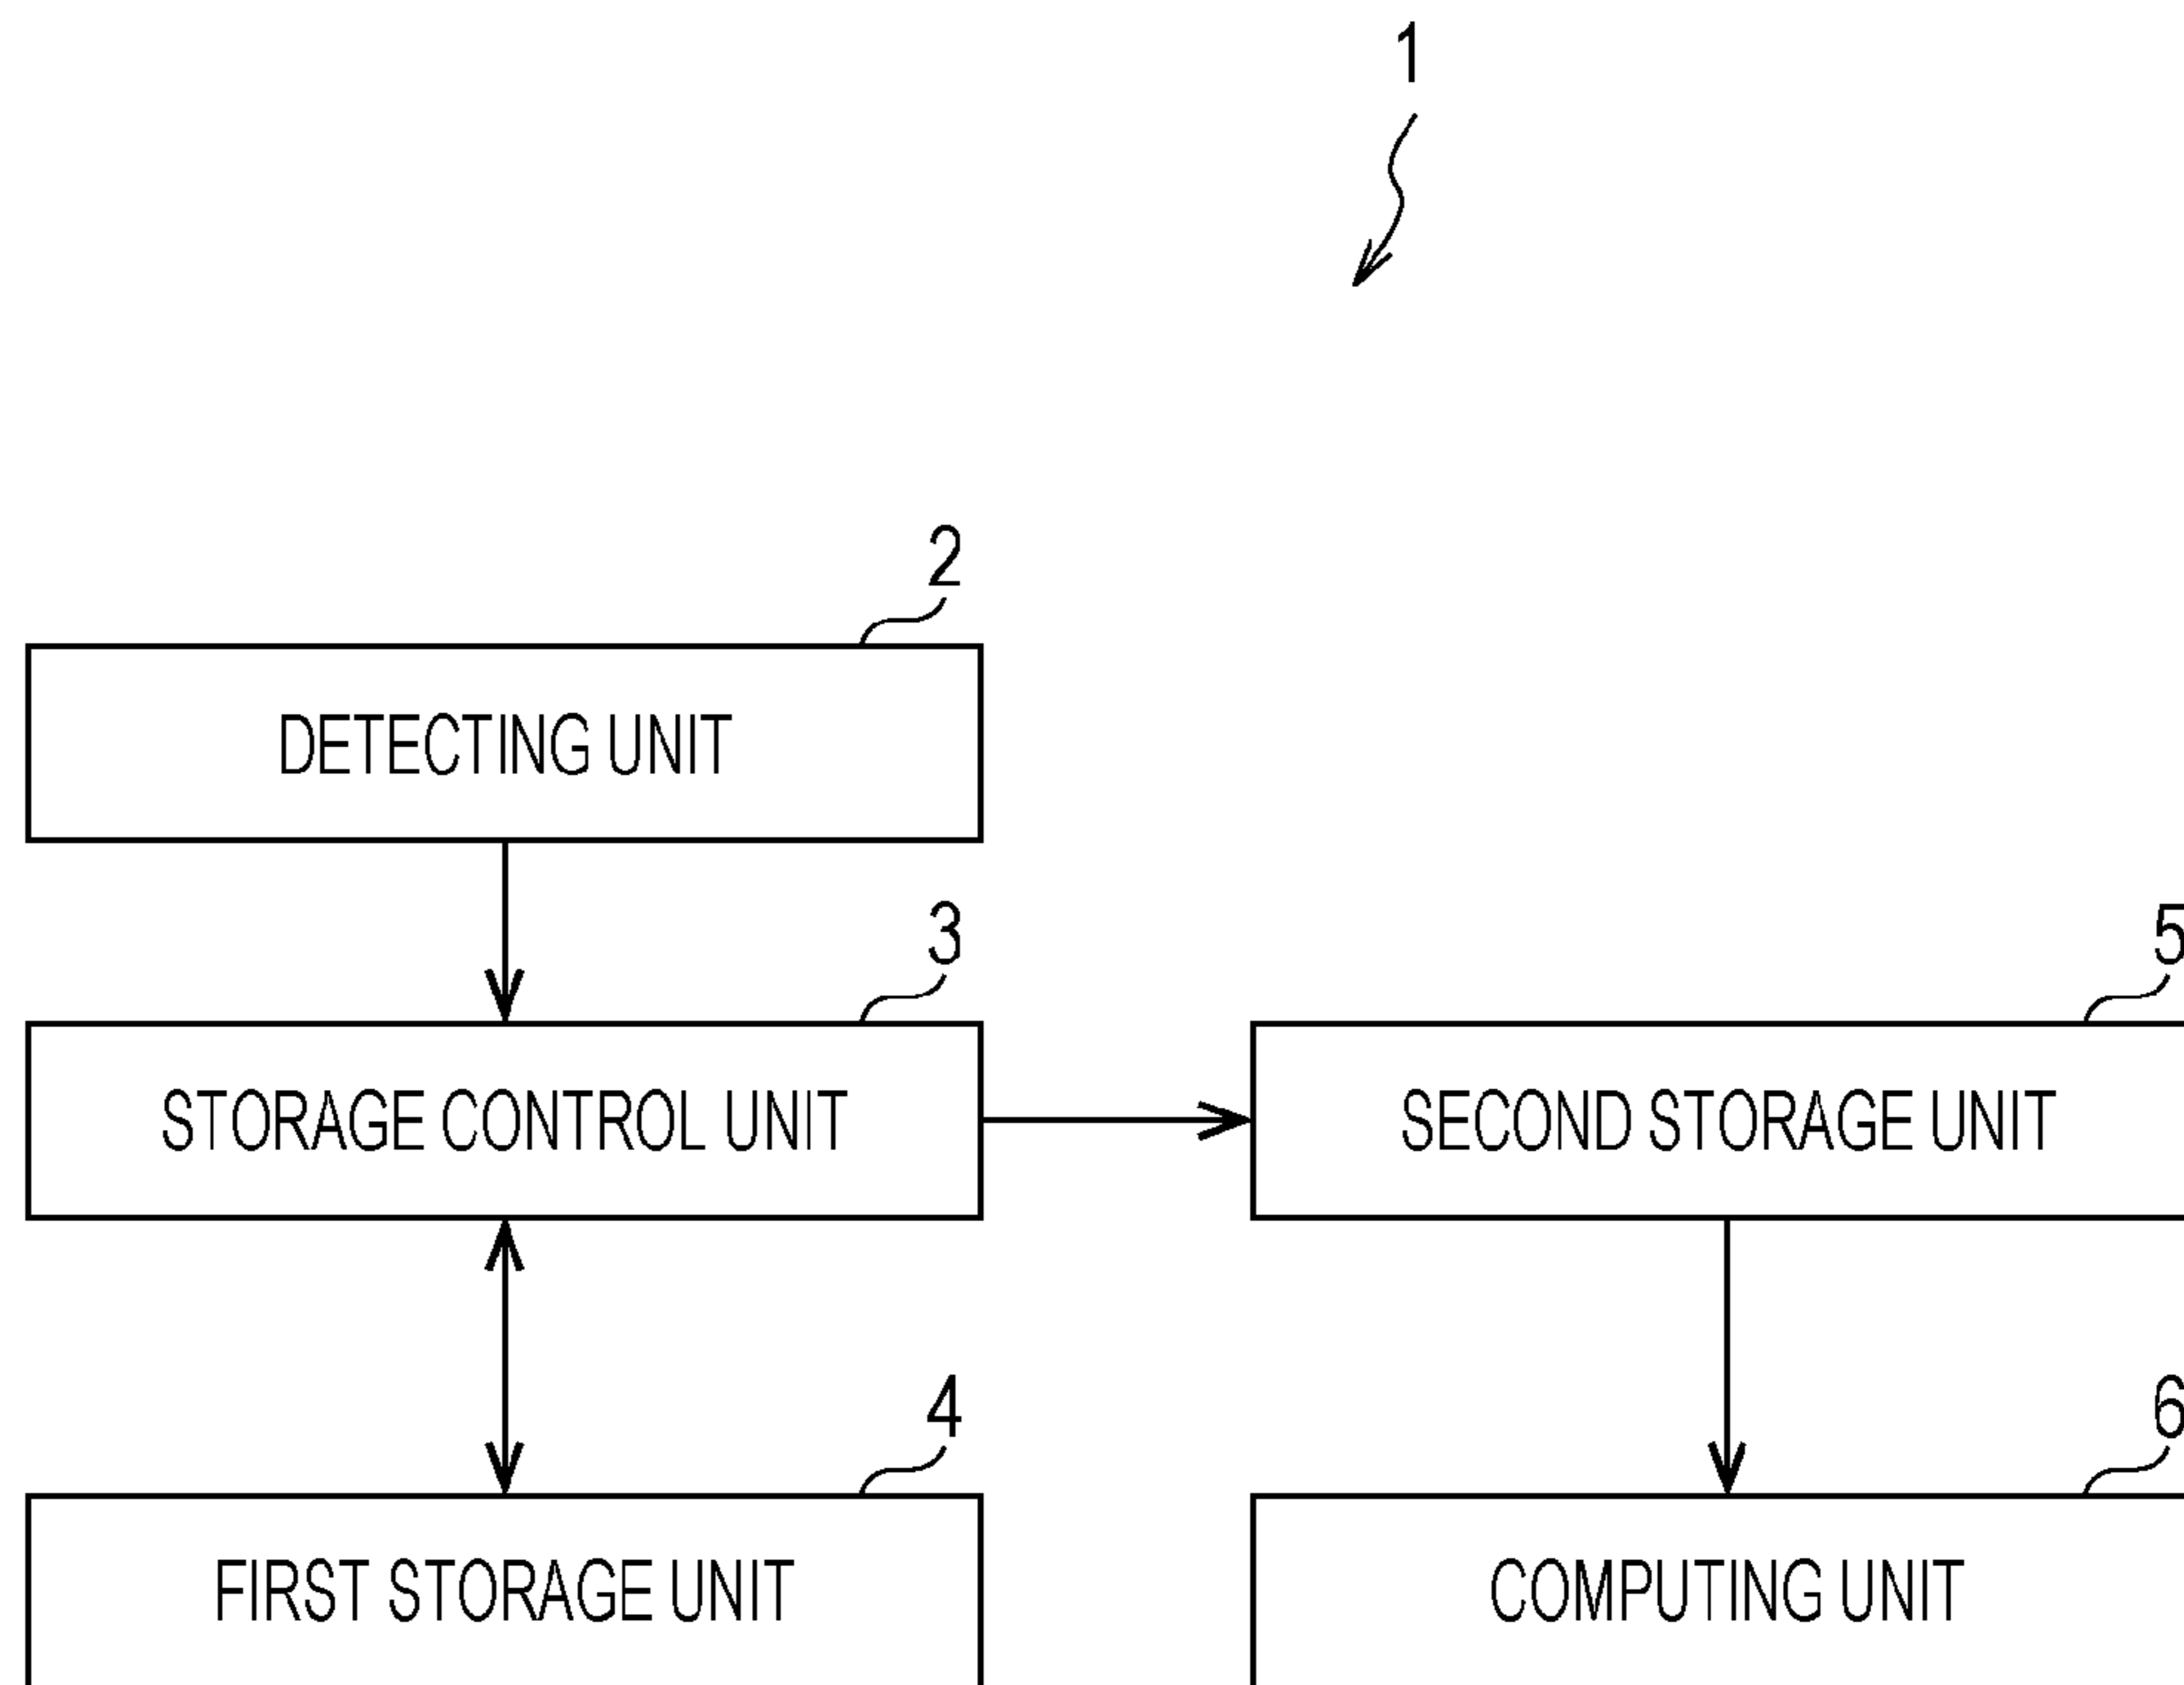 1
2
DETECTING UNIT
3
5
STORAGE CONTROL UNIT
SECOND STORAGE UNIT
4
6
FIRST STORAGE UNIT
COMPUTING UNIT